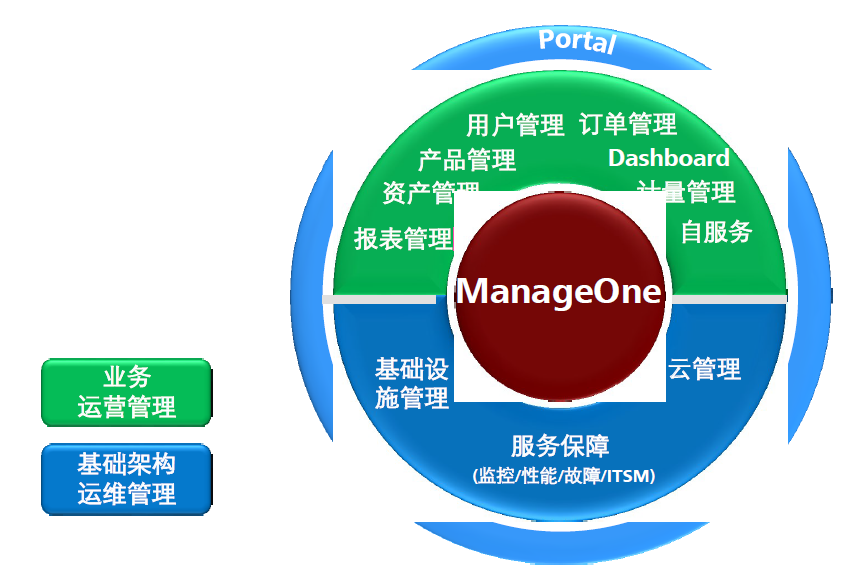 Portal
用户管理 订单管理
产品管理 Dashboard
资产管理 计量管理
报表管理 自服务
ManageOne
基础设
施管理
云管理
服务保障
(监控/性能/故障/ITSM)
业务
运营管理
基础架构
运维管理